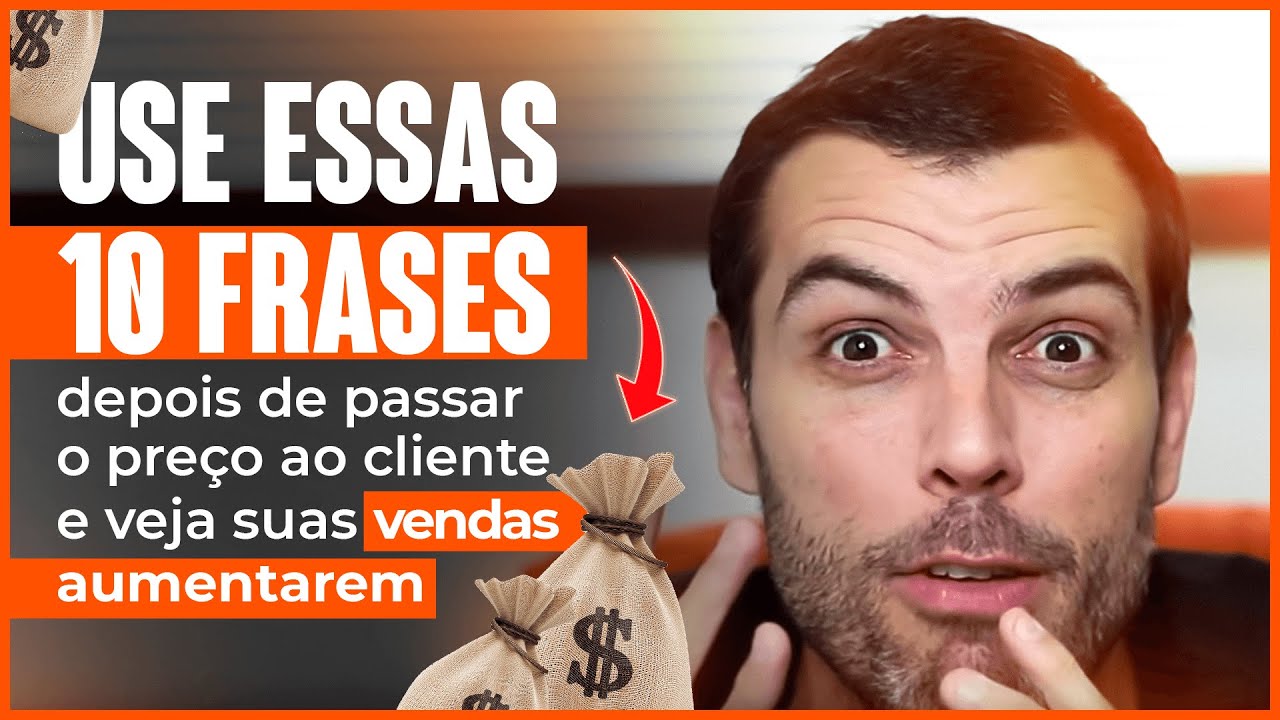 USE ESSAS
10 FRASES
depois de passar
o preço ao cliente
e veja suas vendas
aumentarem
$
$
$